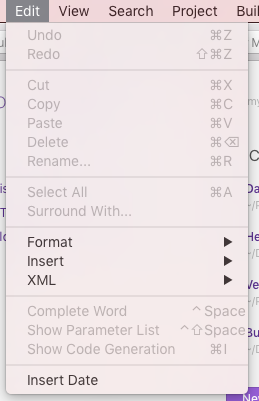 Edit View Search Project Bui
Undo ⌘Z
Redo ⇧⌘Z
Cut ⌘X
Copy ⌘C
Paste ⌘V
Delete ⌘⌫
Rename... ⌘R
Select All ⌘A
Surround With...
Format ▶
Insert ▶
XML ▶
Complete Word ^ Space
Show Parameter List ^⇧Space
Show Code Generation ⌘I
Insert Date